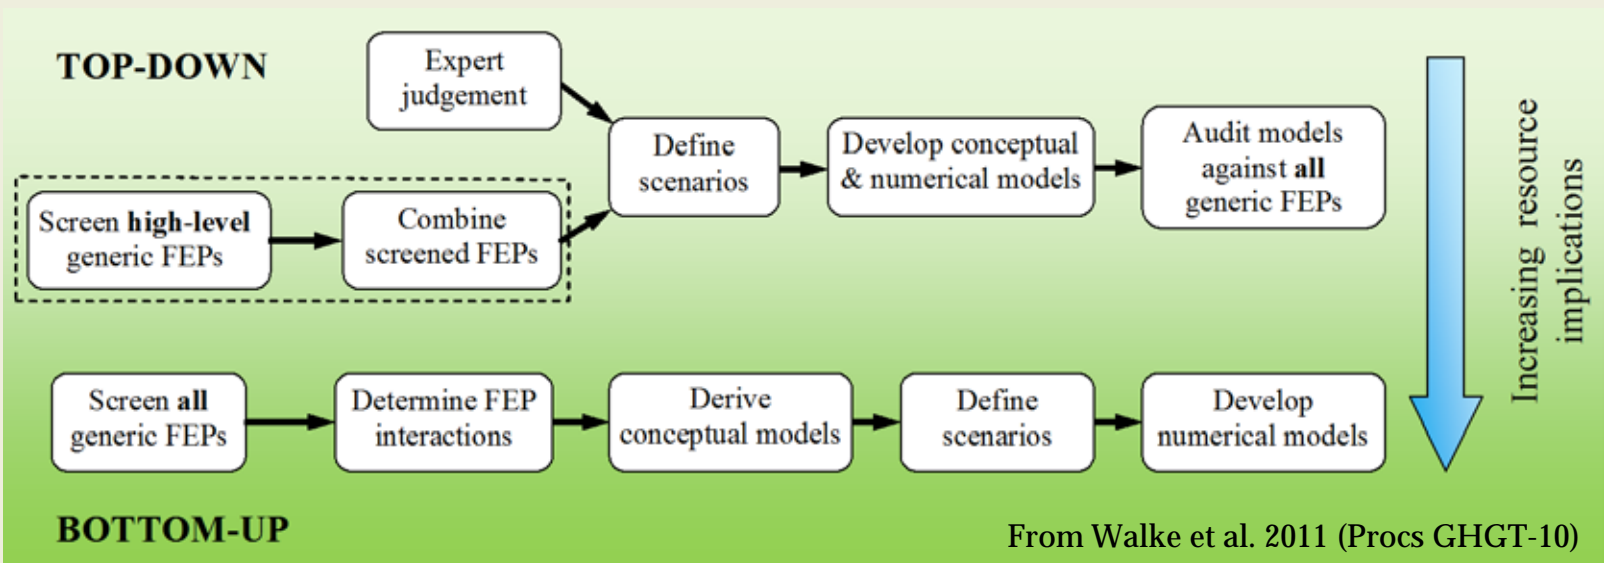 TOP-DOWN
Expert
judgement
Screen high-level
generic FEPs
Combine
screened FEPs
Define
scenarios
Develop conceptual
& numerical models
Audit models
against all
generic FEPs
Increasing resource
implications
Screen all
generic FEPs
Determine FEP
interactions
Derive
conceptual models
Define
scenarios
Develop
numerical models
BOTTOM-UP
From Walke et al. 2011 (Procs GHGT-10)